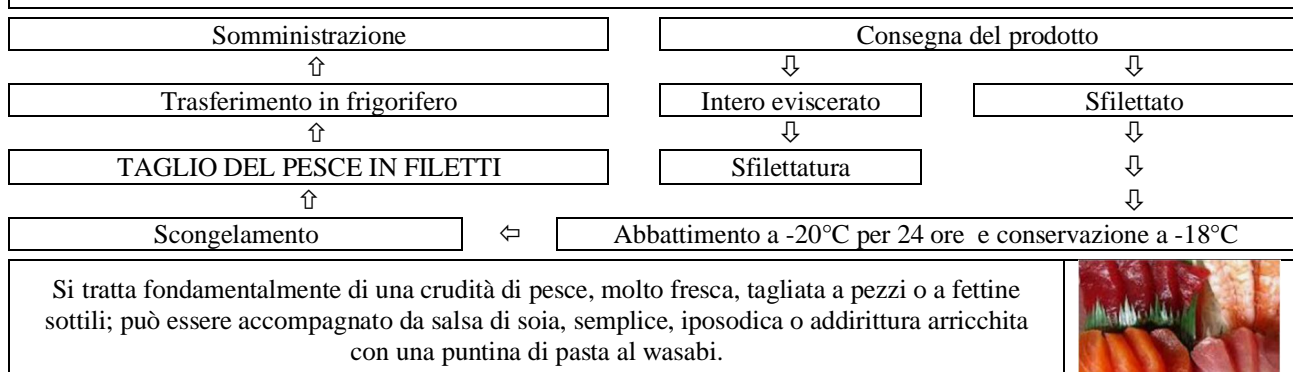 Somministrazione
Consegna del prodotto
⇧ ⇩ ⇩
Trasferimento in frigorifero
Intero eviscerato
Sfilettato
⇧ ⇩ ⇩
TAGLIO DEL PESCE IN FILETTI
Sfilettatura
⇩
⇧ ⇩
Scongelamento
⇦
Abbattimento a -20°C per 24 ore e conservazione a -18°C
Si tratta fondamentalmente di una crudità di pesce, molto fresca, tagliata a pezzi o a fettine
sottili; può essere accompagnato da salsa di soia, semplice, iposodica o addirittura arricchita
con una puntina di pasta al wasabi.